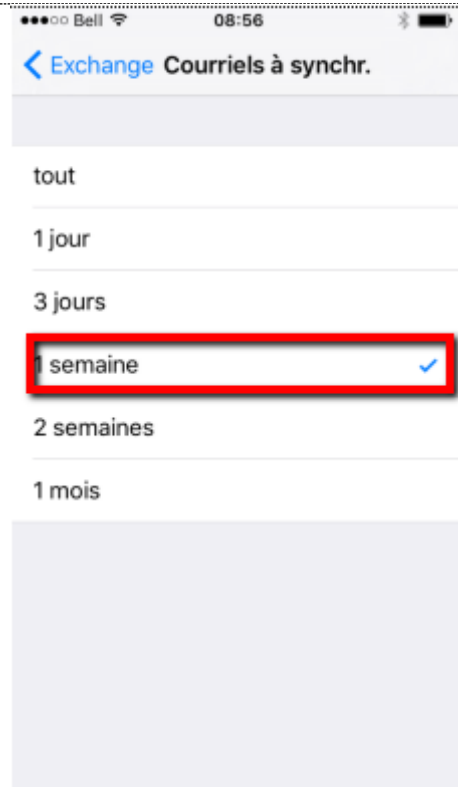 Bell 08:56
Exchange Courriels à synchr.
tout
1 jour
3 jours
1 semaine
2 semaines
1 mois